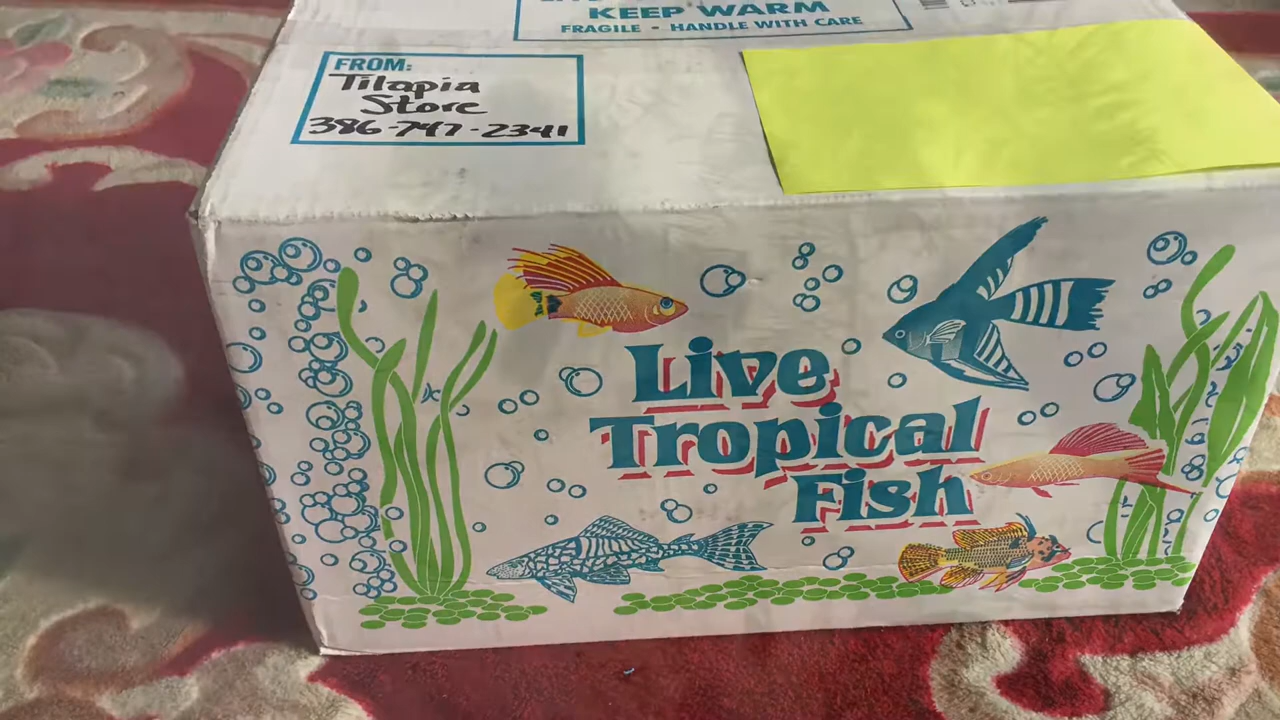 KEEP WARM
FRAGILE - HANDLE WITH CARE
FROM:
Tilapia
Store
386-747-2341
Live
Tropical
Fish